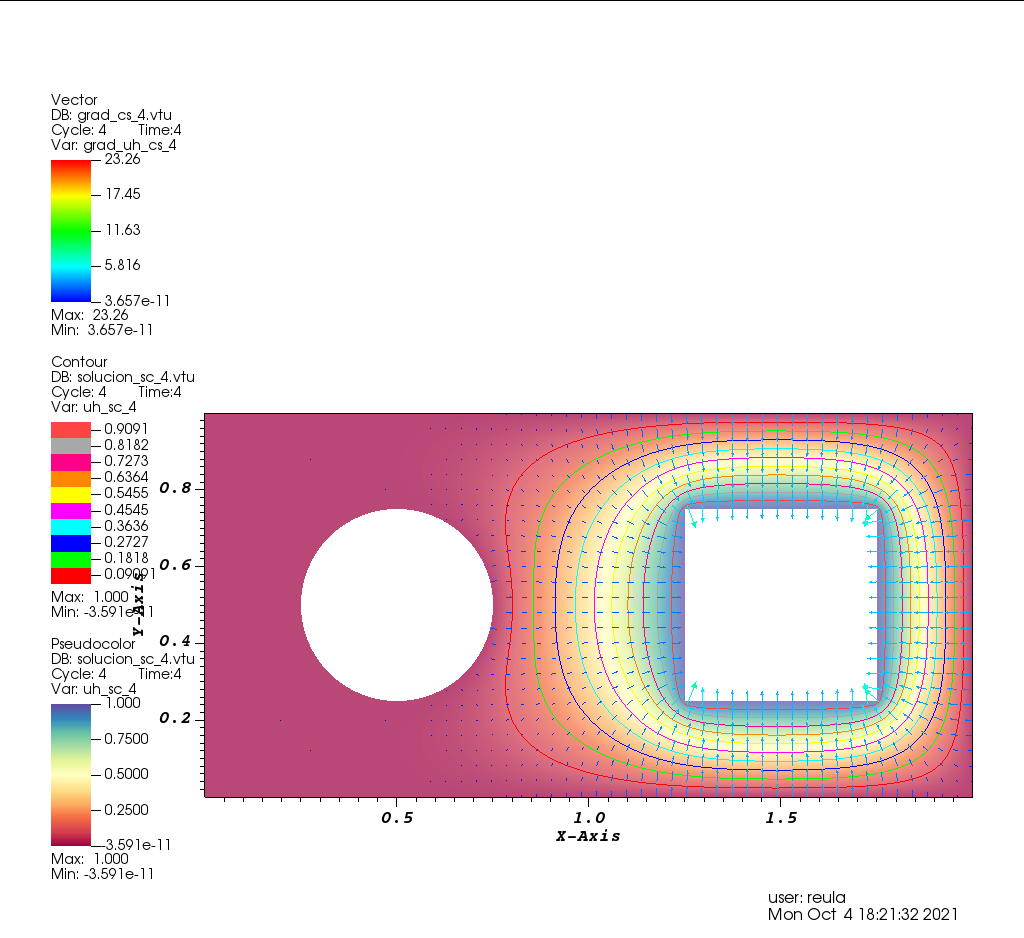 Vector
DB: grad_cs_4.vtu
Cycle: 4 Time:4
Var: grad_uh_cs_4
23.26
17.45
11.63
5.816
3.657e-11
Max: 23.26
Min: 3.657e-11
Contour
DB: solucion_sc_4.vtu
Cycle: 4 Time:4
Var: uh_sc_4
0.9091
0.8182
0.7273
0.6364
0.5455
0.4545
0.3636
0.2727
0.1818
0.09091
Max: 1.000
Min: -3.591e-11
Pseudocolor
DB: solucion_sc_4.vtu
Cycle: 4 Time:4
Var: uh_sc_4
1.000
0.7500
0.5000
0.2500
-3.591e-11
Max: 1.000
Min: -3.591e-11
Y-Axis
0.8
0.6
0.4
0.2
0.5 1.0 1.5
X-Axis
user: reula
Mon Oct 4 18:21:32 2021